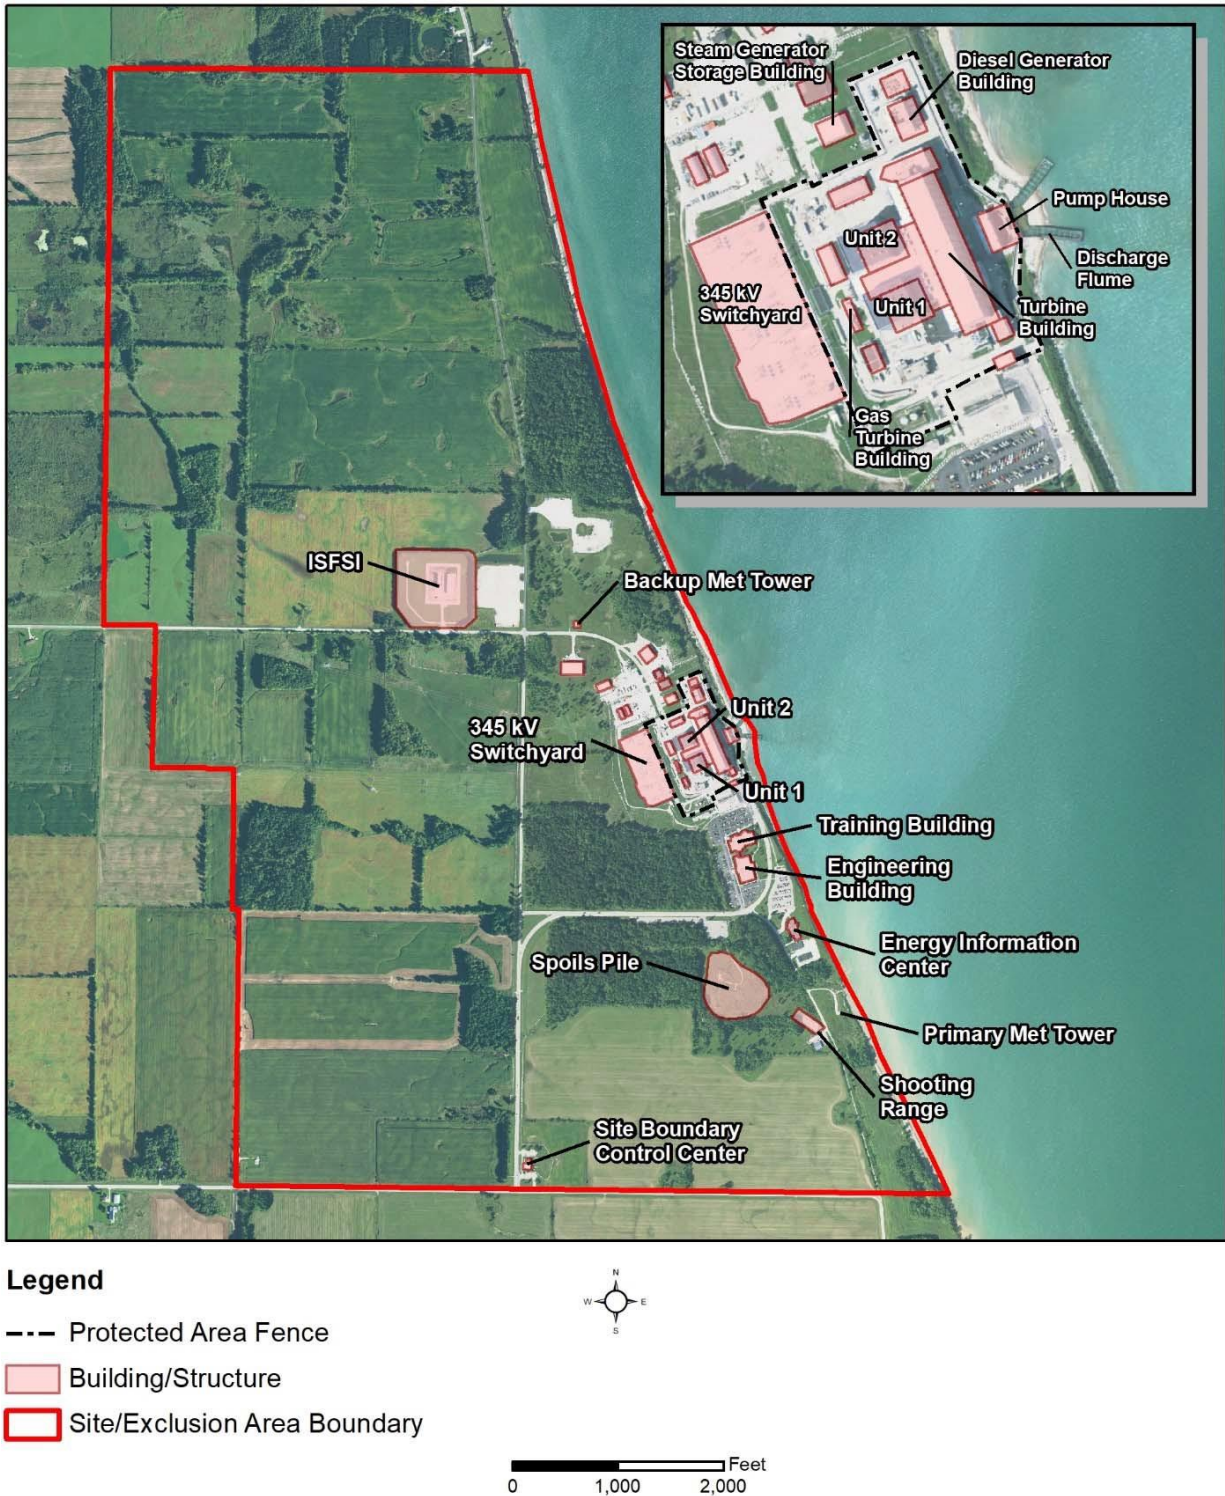 Steam Generator
Storage Building
Diesel Generator
Building
Pump House
Unit 2
Discharge
Flume
345 kV
Switchyard
Unit 1
Turbine
Building
Gas
Turbine
Building
ISFSI
Backup Met Tower
Unit 2
345 kV
Switchyard
Unit 1
Training Building
Engineering
Building
Energy Information
Center
Spoils Pile
Primary Met Tower
Shooting
Range
Site Boundary
Control Center
Legend
Protected Area Fence
Building/Structure
Site/Exclusion Area Boundary
N
W
E
S
Feet
0
1,000
2,000